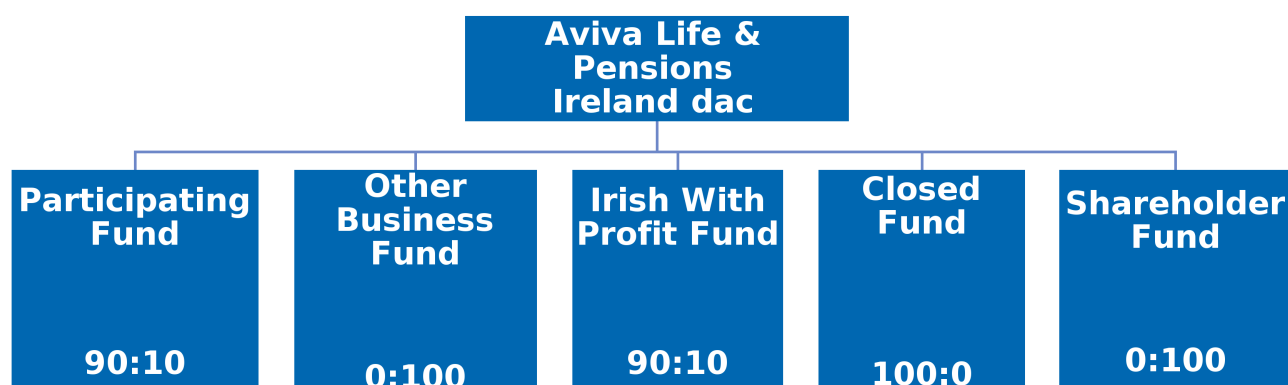 Aviva Life &
Pensions
Ireland dac
Participating
Fund
90:10
Other
Business
Fund
0:100
Irish With
Profit Fund
90:10
Closed
Fund
100:0
Shareholder
Fund
0:100